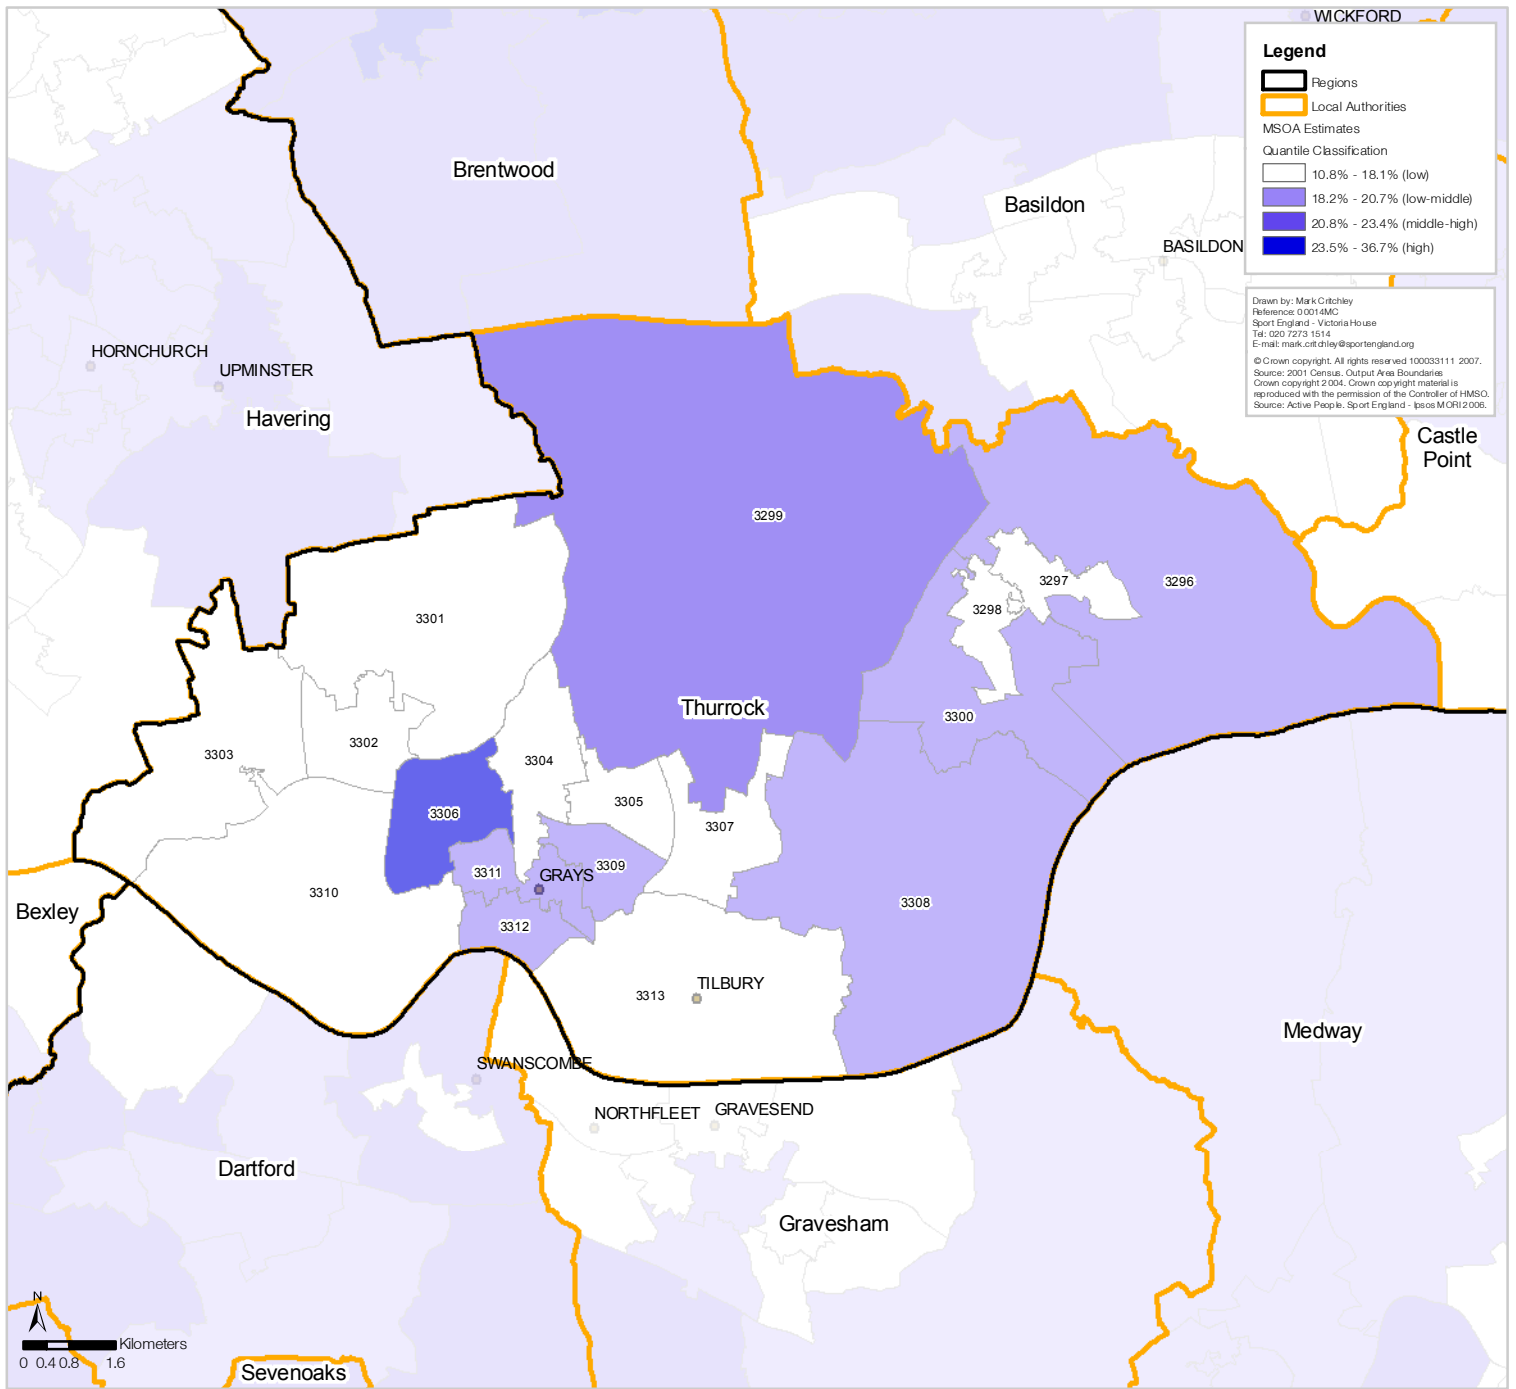 WICKFORD
Legend
Regions
Local Authorities
MSOA Estimates
Quantile Classification
10.8% - 18.1% (low)
18.2% - 20.7% (low-middle)
20.8% - 23.4% (middle-high)
23.5% - 36.7% (high)
Drawn by: Mark Critchley
Reference: 00014MC
Sport England - Victoria House
Tel: 020 7273 1514
E-mail: mark.critchley@sportengland.org
© Crown copyright. All rights reserved 100033111 2007.
Source: 2001 Census. Output Area Boundaries
Crown copyright 2004. Crown copyright material is
reproduced with the permission of the Controller of HMSO.
Source: Active People. Sport England - Ipsos MORI 2006.
Brentwood
Basildon
BASILDON
HORNCHURCH
UPMINSTER
Havering
Castle
Point
3299
3297
3296
3298
3301
Thurrock
3300
3302
3303
3304
3305
3306
3307
3309
3311
GRAYS
3310
3308
Bexley
3312
TILBURY
3313
Medway
SWANSCOMBE
NORTHFLEET
GRAVESEND
Dartford
Gravesham
N
Kilometers
0 0.4 0.8 1.6
Sevenoaks